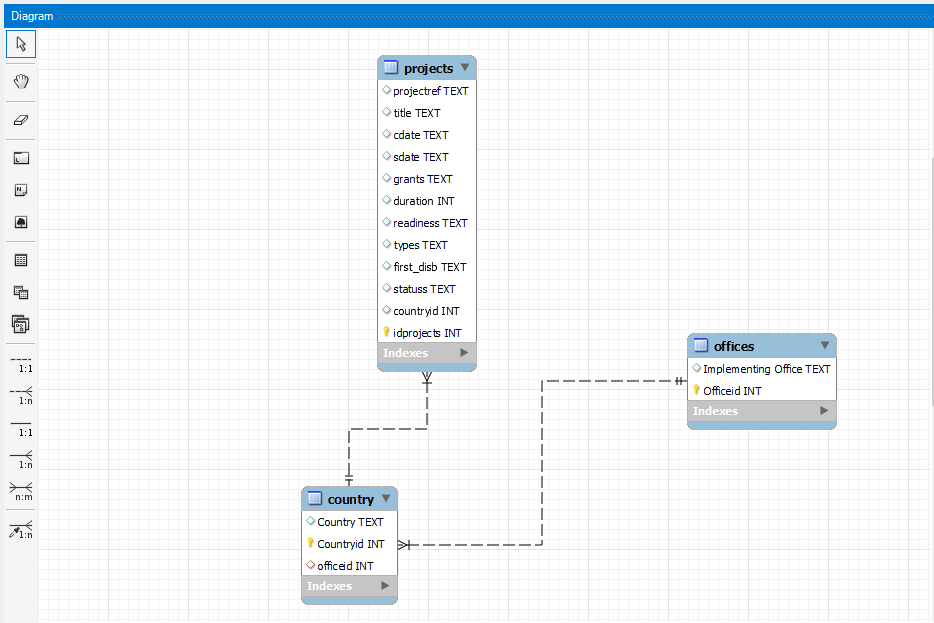 Diagram
projects
projectref TEXT
title TEXT
cdate TEXT
sdate TEXT
grants TEXT
duration INT
readiness TEXT
types TEXT
first_disb TEXT
statuss TEXT
countryid INT
idprojects INT
Indexes
offices
Implementing Office TEXT
Officeid INT
Indexes
country
Country TEXT
Countryid INT
officeid INT
Indexes
1:1
1:n
1:1
1:n
n:m
1:n